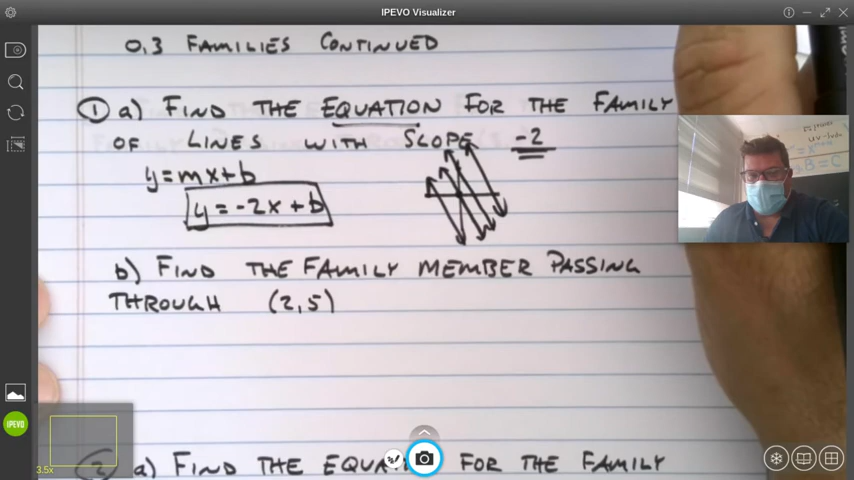 IPEVO Visualizer
0.3 FAMILIES CONTINUED
① a) FIND THE EQUATION FOR THE FAMILY
OF LINES WITH SLOPE -2
y = mx + b
y = -2x + b
b) FIND THE FAMILY MEMBER PASSING
THROUGH (2,5)
② a) FIND THE FOR THE FAMILY
IPEVO
3.5x